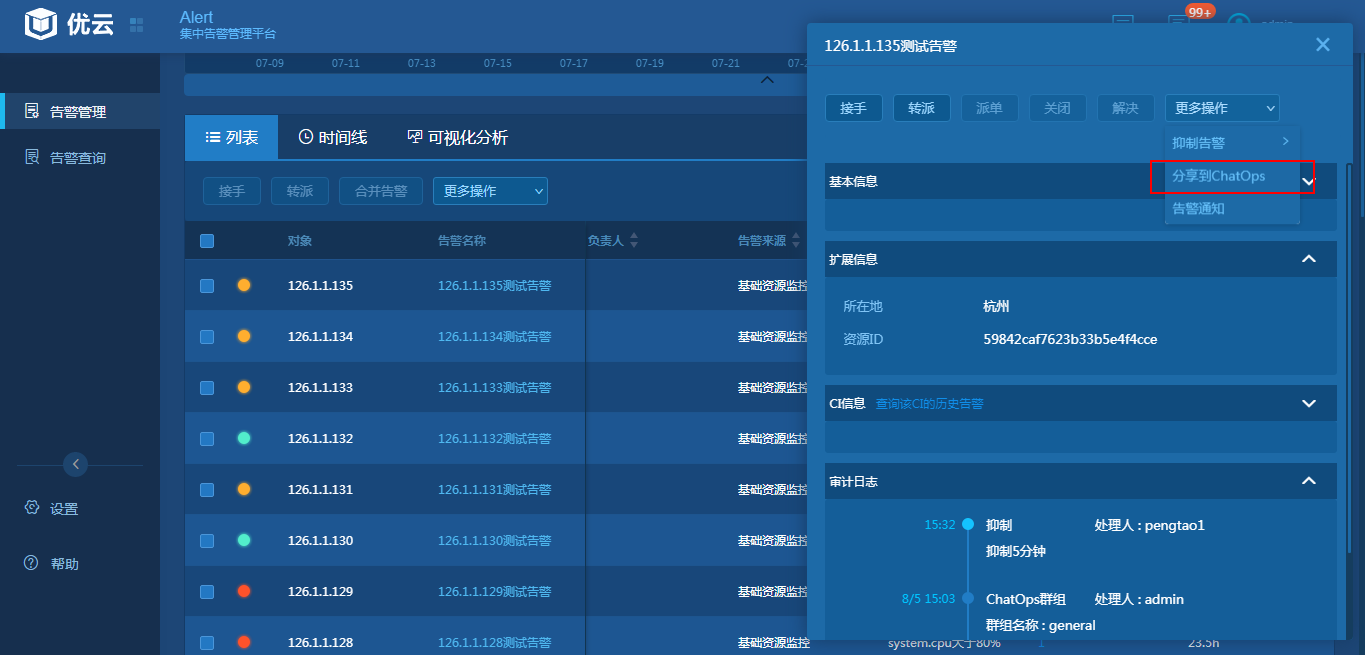 优云
Alert
集中告警管理平台
99+
admin
告警管理
告警查询
设置
帮助
07-09 07-11 07-13 07-15 07-17 07-19 07-21
列表 时间线 可视化分析
接手 转派 合并告警 更多操作
对象 告警名称 负责人 告警来源
126.1.1.135 126.1.1.135测试告警 基础资源监控
126.1.1.134 126.1.1.134测试告警 基础资源监控
126.1.1.133 126.1.1.133测试告警 基础资源监控
126.1.1.132 126.1.1.132测试告警 基础资源监控
126.1.1.131 126.1.1.131测试告警 基础资源监控
126.1.1.130 126.1.1.130测试告警 基础资源监控
126.1.1.129 126.1.1.129测试告警 基础资源监控
126.1.1.128 126.1.1.128测试告警 基础资源监控 system.cpu大于80% 1 23.5h
126.1.1.135测试告警
接手 转派 派单 关闭 解决 更多操作
抑制告警
分享到ChatOps
告警通知
基本信息
扩展信息
所在地 杭州
资源ID 59842caf7623b33b5e4f4cce
CI信息 查询该CI的历史告警
审计日志
15:32 抑制 处理人 : pengtao1
抑制5分钟
8/5 15:03 ChatOps群组 处理人 : admin
群组名称 : general